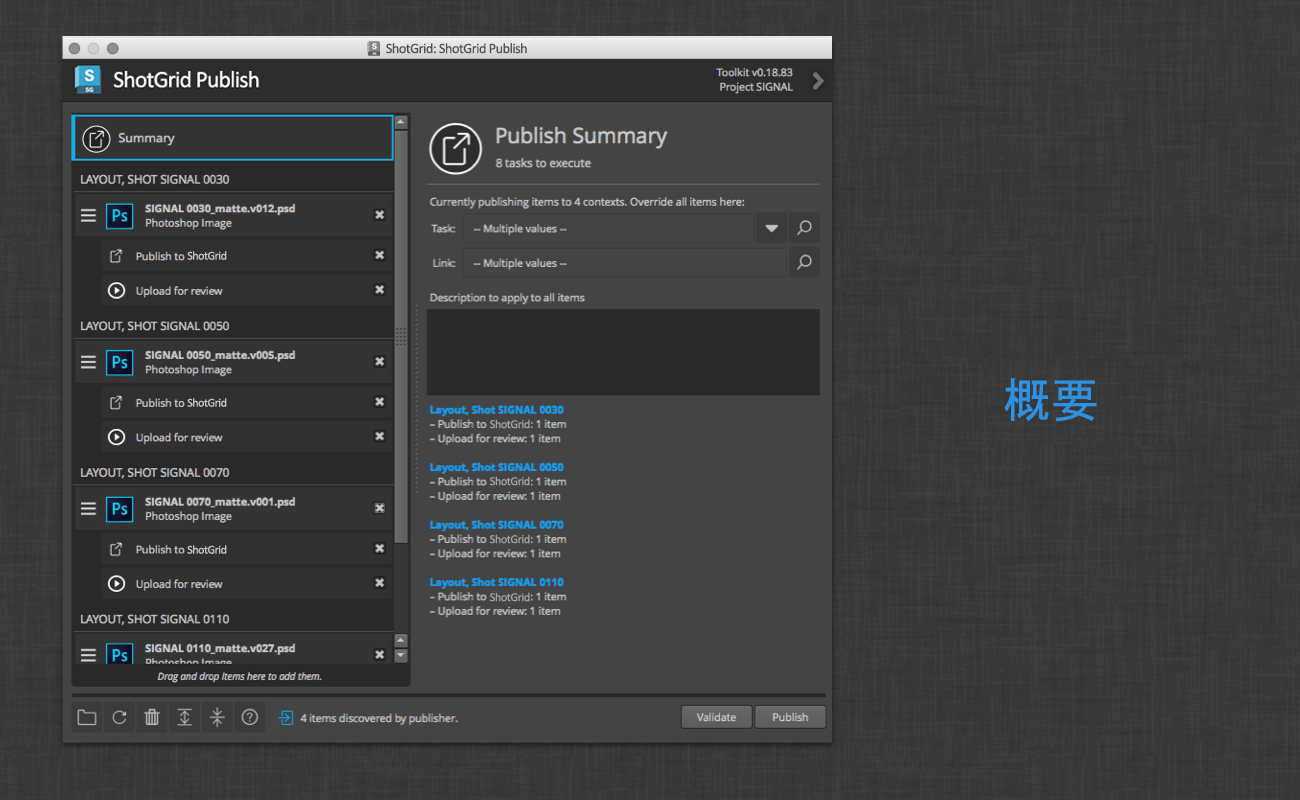 ShotGrid: ShotGrid Publish
S
SG
ShotGrid Publish
Toolkit v0.18.83
Project SIGNAL
Summary
LAYOUT, SHOT SIGNAL 0030
Ps
SIGNAL 0030_matte.v012.psd
Photoshop Image
Publish to ShotGrid
Upload for review
LAYOUT, SHOT SIGNAL 0050
Ps
SIGNAL 0050_matte.v005.psd
Photoshop Image
Publish to ShotGrid
Upload for review
LAYOUT, SHOT SIGNAL 0070
Ps
SIGNAL 0070_matte.v001.psd
Photoshop Image
Publish to ShotGrid
Upload for review
LAYOUT, SHOT SIGNAL 0110
Ps
SIGNAL 0110_matte.v027.psd
Photoshop Image
Drag and drop items here to add them.
Publish Summary
8 tasks to execute
Currently publishing items to 4 contexts. Override all items here:
Task: -- Multiple values --
Link: -- Multiple values --
Description to apply to all items
Layout, Shot SIGNAL 0030
– Publish to ShotGrid: 1 item
– Upload for review: 1 item
Layout, Shot SIGNAL 0050
– Publish to ShotGrid: 1 item
– Upload for review: 1 item
Layout, Shot SIGNAL 0070
– Publish to ShotGrid: 1 item
– Upload for review: 1 item
Layout, Shot SIGNAL 0110
– Publish to ShotGrid: 1 item
– Upload for review: 1 item
4 items discovered by publisher.
Validate
Publish
概要